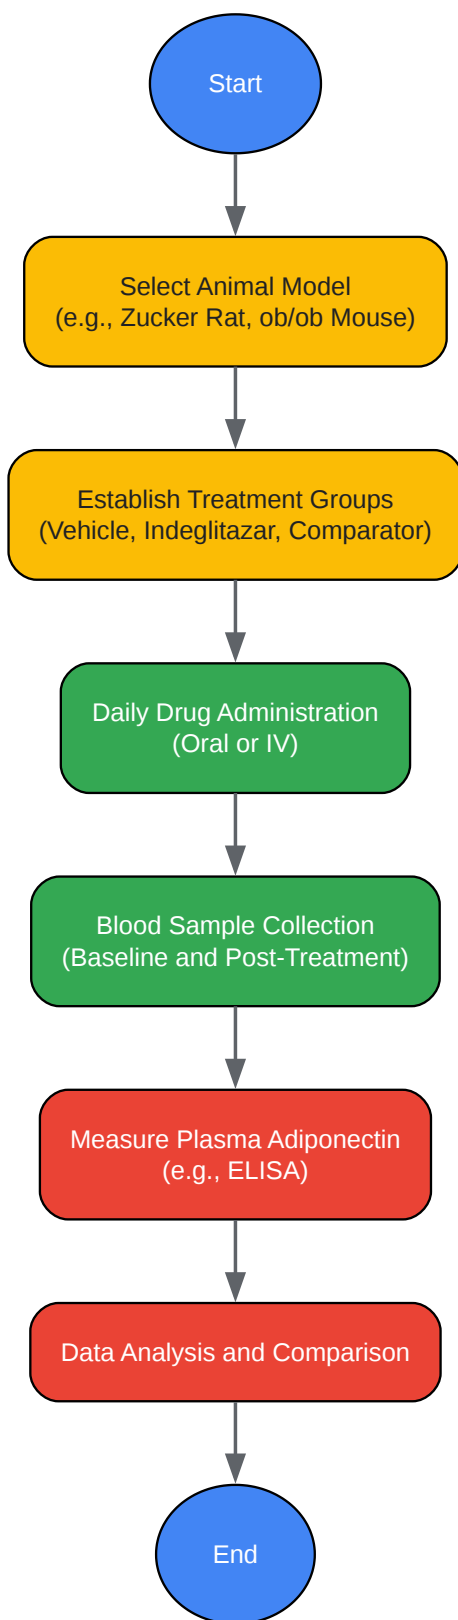 Start
Select Animal Model
(e.g., Zucker Rat, ob/ob Mouse)
Establish Treatment Groups
(Vehicle, Indeglitazar, Comparator)
Daily Drug Administration
(Oral or IV)
Blood Sample Collection
(Baseline and Post-Treatment)
Measure Plasma Adiponectin
(e.g., ELISA)
Data Analysis and Comparison
End